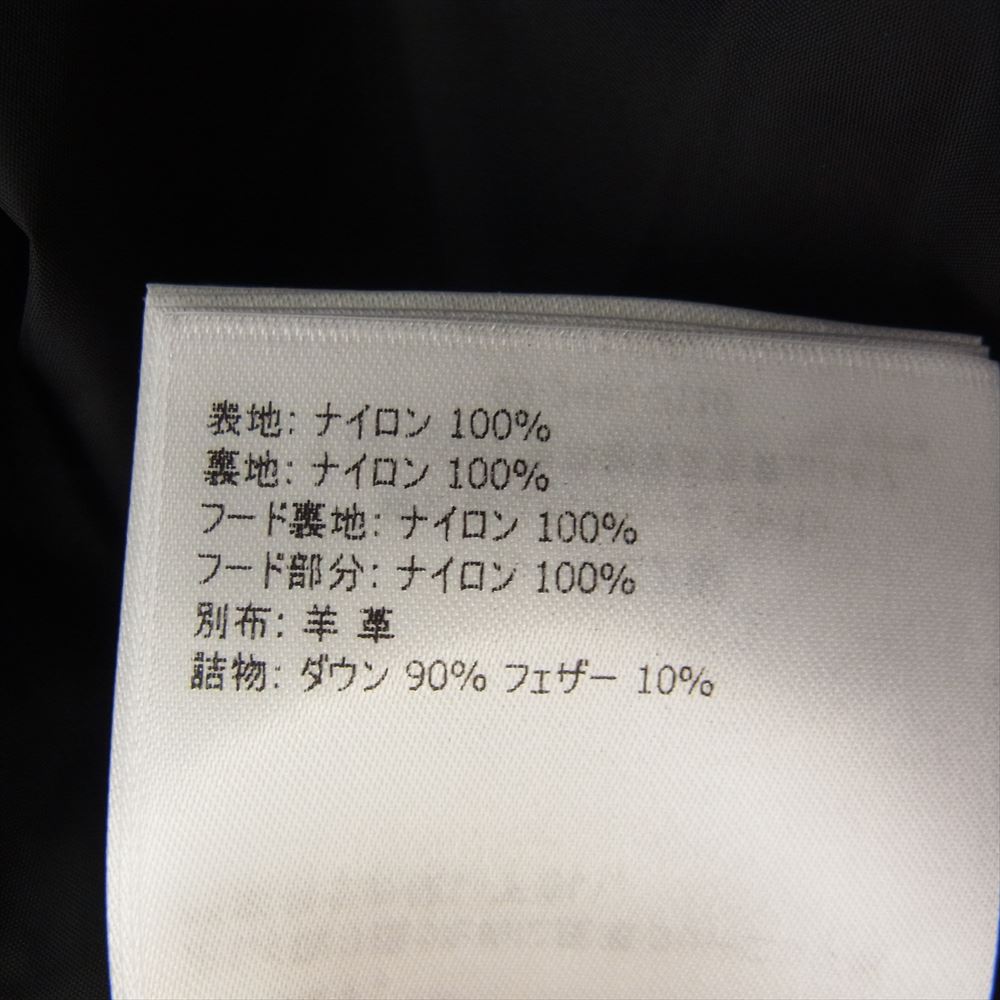 表地: ナイロン 100%
裏地: ナイロン 100%
フード裏地: ナイロン 100%
フード部分: ナイロン 100%
別布: 羊 革
詰物: ダウン 90% フェザー 10%